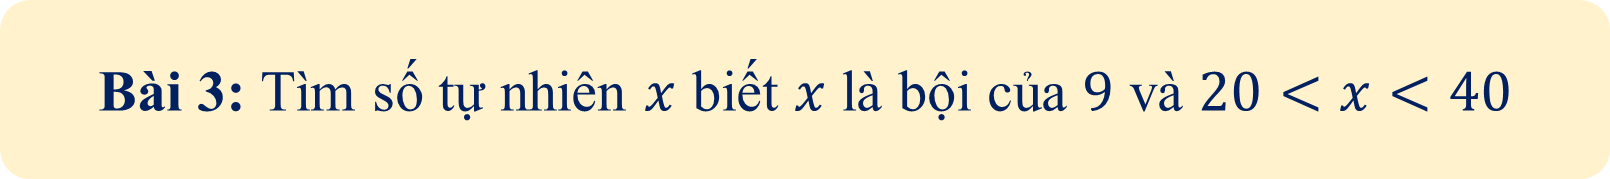 Bài 3: Tìm số tự nhiên x biết x là bội của 9 và 20 < x < 40